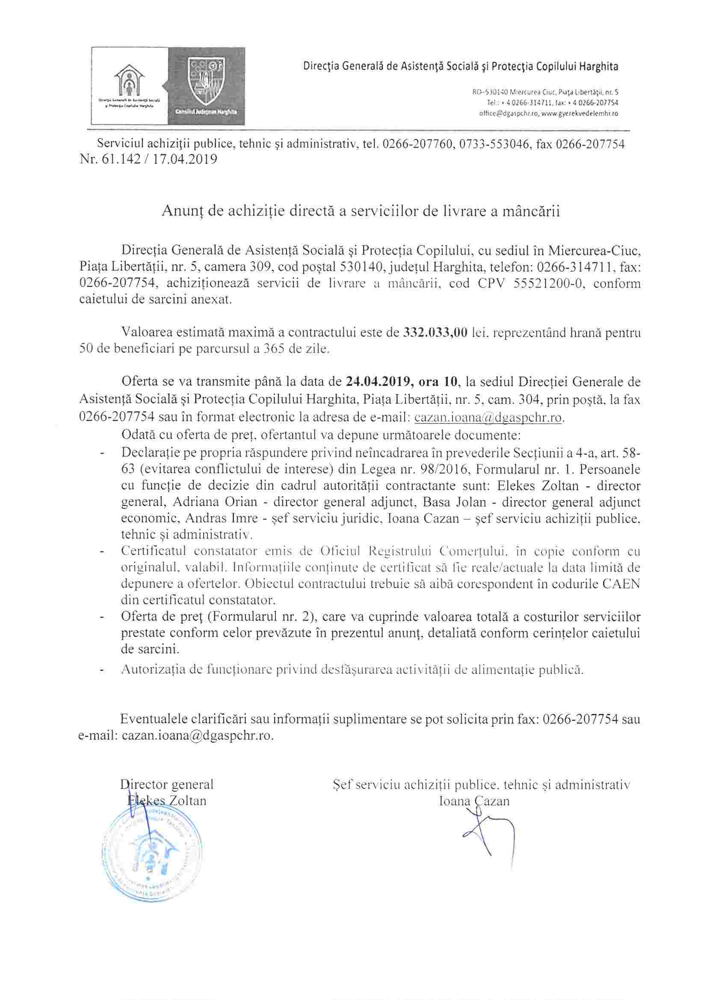 Direcţia Generală de Asistenţă Socială
şi Protecţia Copilului Harghita
Consiliul Judeţean Harghita
Direcţia Generală de Asistenţă Socială şi Protecţia Copilului Harghita
RO-530140 Miercurea Ciuc, Piaţa Libertăţii, nr. 5
Tel.: + 4 0266-314711, fax: + 4 0266-207754
office@dgaspchr.ro, www.gyerekvedelemhr.ro
Serviciul achiziţii publice, tehnic şi administrativ, tel. 0266-207760, 0733-553046, fax 0266-207754
Nr. 61.142 / 17.04.2019
Anunț de achiziție directă a serviciilor de livrare a mâncării
Direcția Generală de Asistență Socială și Protecția Copilului, cu sediul în Miercurea-Ciuc,
Piața Libertății, nr. 5, camera 309, cod poștal 530140, județul Harghita, telefon: 0266-314711, fax:
0266-207754, achiziționează servicii de livrare a mâncării, cod CPV 55521200-0, conform
caietului de sarcini anexat.
Valoarea estimată maximă a contractului este de 332.033,00 lei, reprezentând hrană pentru
50 de beneficiari pe parcursul a 365 de zile.
Oferta se va transmite până la data de 24.04.2019, ora 10, la sediul Direcției Generale de
Asistență Socială și Protecția Copilului Harghita, Piața Libertății, nr. 5, cam. 304, prin poștă, la fax
0266-207754 sau în format electronic la adresa de e-mail: cazan.ioana@dgaspchr.ro.
Odată cu oferta de preț, ofertantul va depune următoarele documente:
- Declarație pe propria răspundere privind neîncadrarea în prevederile Secțiunii a 4-a, art. 58-
63 (evitarea conflictului de interese) din Legea nr. 98/2016, Formularul nr. 1. Persoanele
cu funcție de decizie din cadrul autorității contractante sunt: Elekes Zoltan - director
general, Adriana Orian - director general adjunct, Basa Jolan - director general adjunct
economic, Andras Imre - șef serviciu juridic, Ioana Cazan – șef serviciu achiziții publice,
tehnic și administrativ.
- Certificatul constatator emis de Oficiul Registrului Comerțului, în copie conform cu
originalul, valabil. Informațiile conținute de certificat să fie reale/actuale la data limită de
depunere a ofertelor. Obiectul contractului trebuie să aibă corespondent în codurile CAEN
din certificatul constatator.
- Oferta de preț (Formularul nr. 2), care va cuprinde valoarea totală a costurilor serviciilor
prestate conform celor prevăzute în prezentul anunț, detaliată conform cerințelor caietului
de sarcini.
- Autorizația de funcționare privind desfășurarea activității de alimentație publică.
Eventualele clarificări sau informații suplimentare se pot solicita prin fax: 0266-207754 sau
e-mail: cazan.ioana@dgaspchr.ro.
Director general
Elekes Zoltan
Șef serviciu achiziții publice, tehnic și administrativ
Ioana Cazan